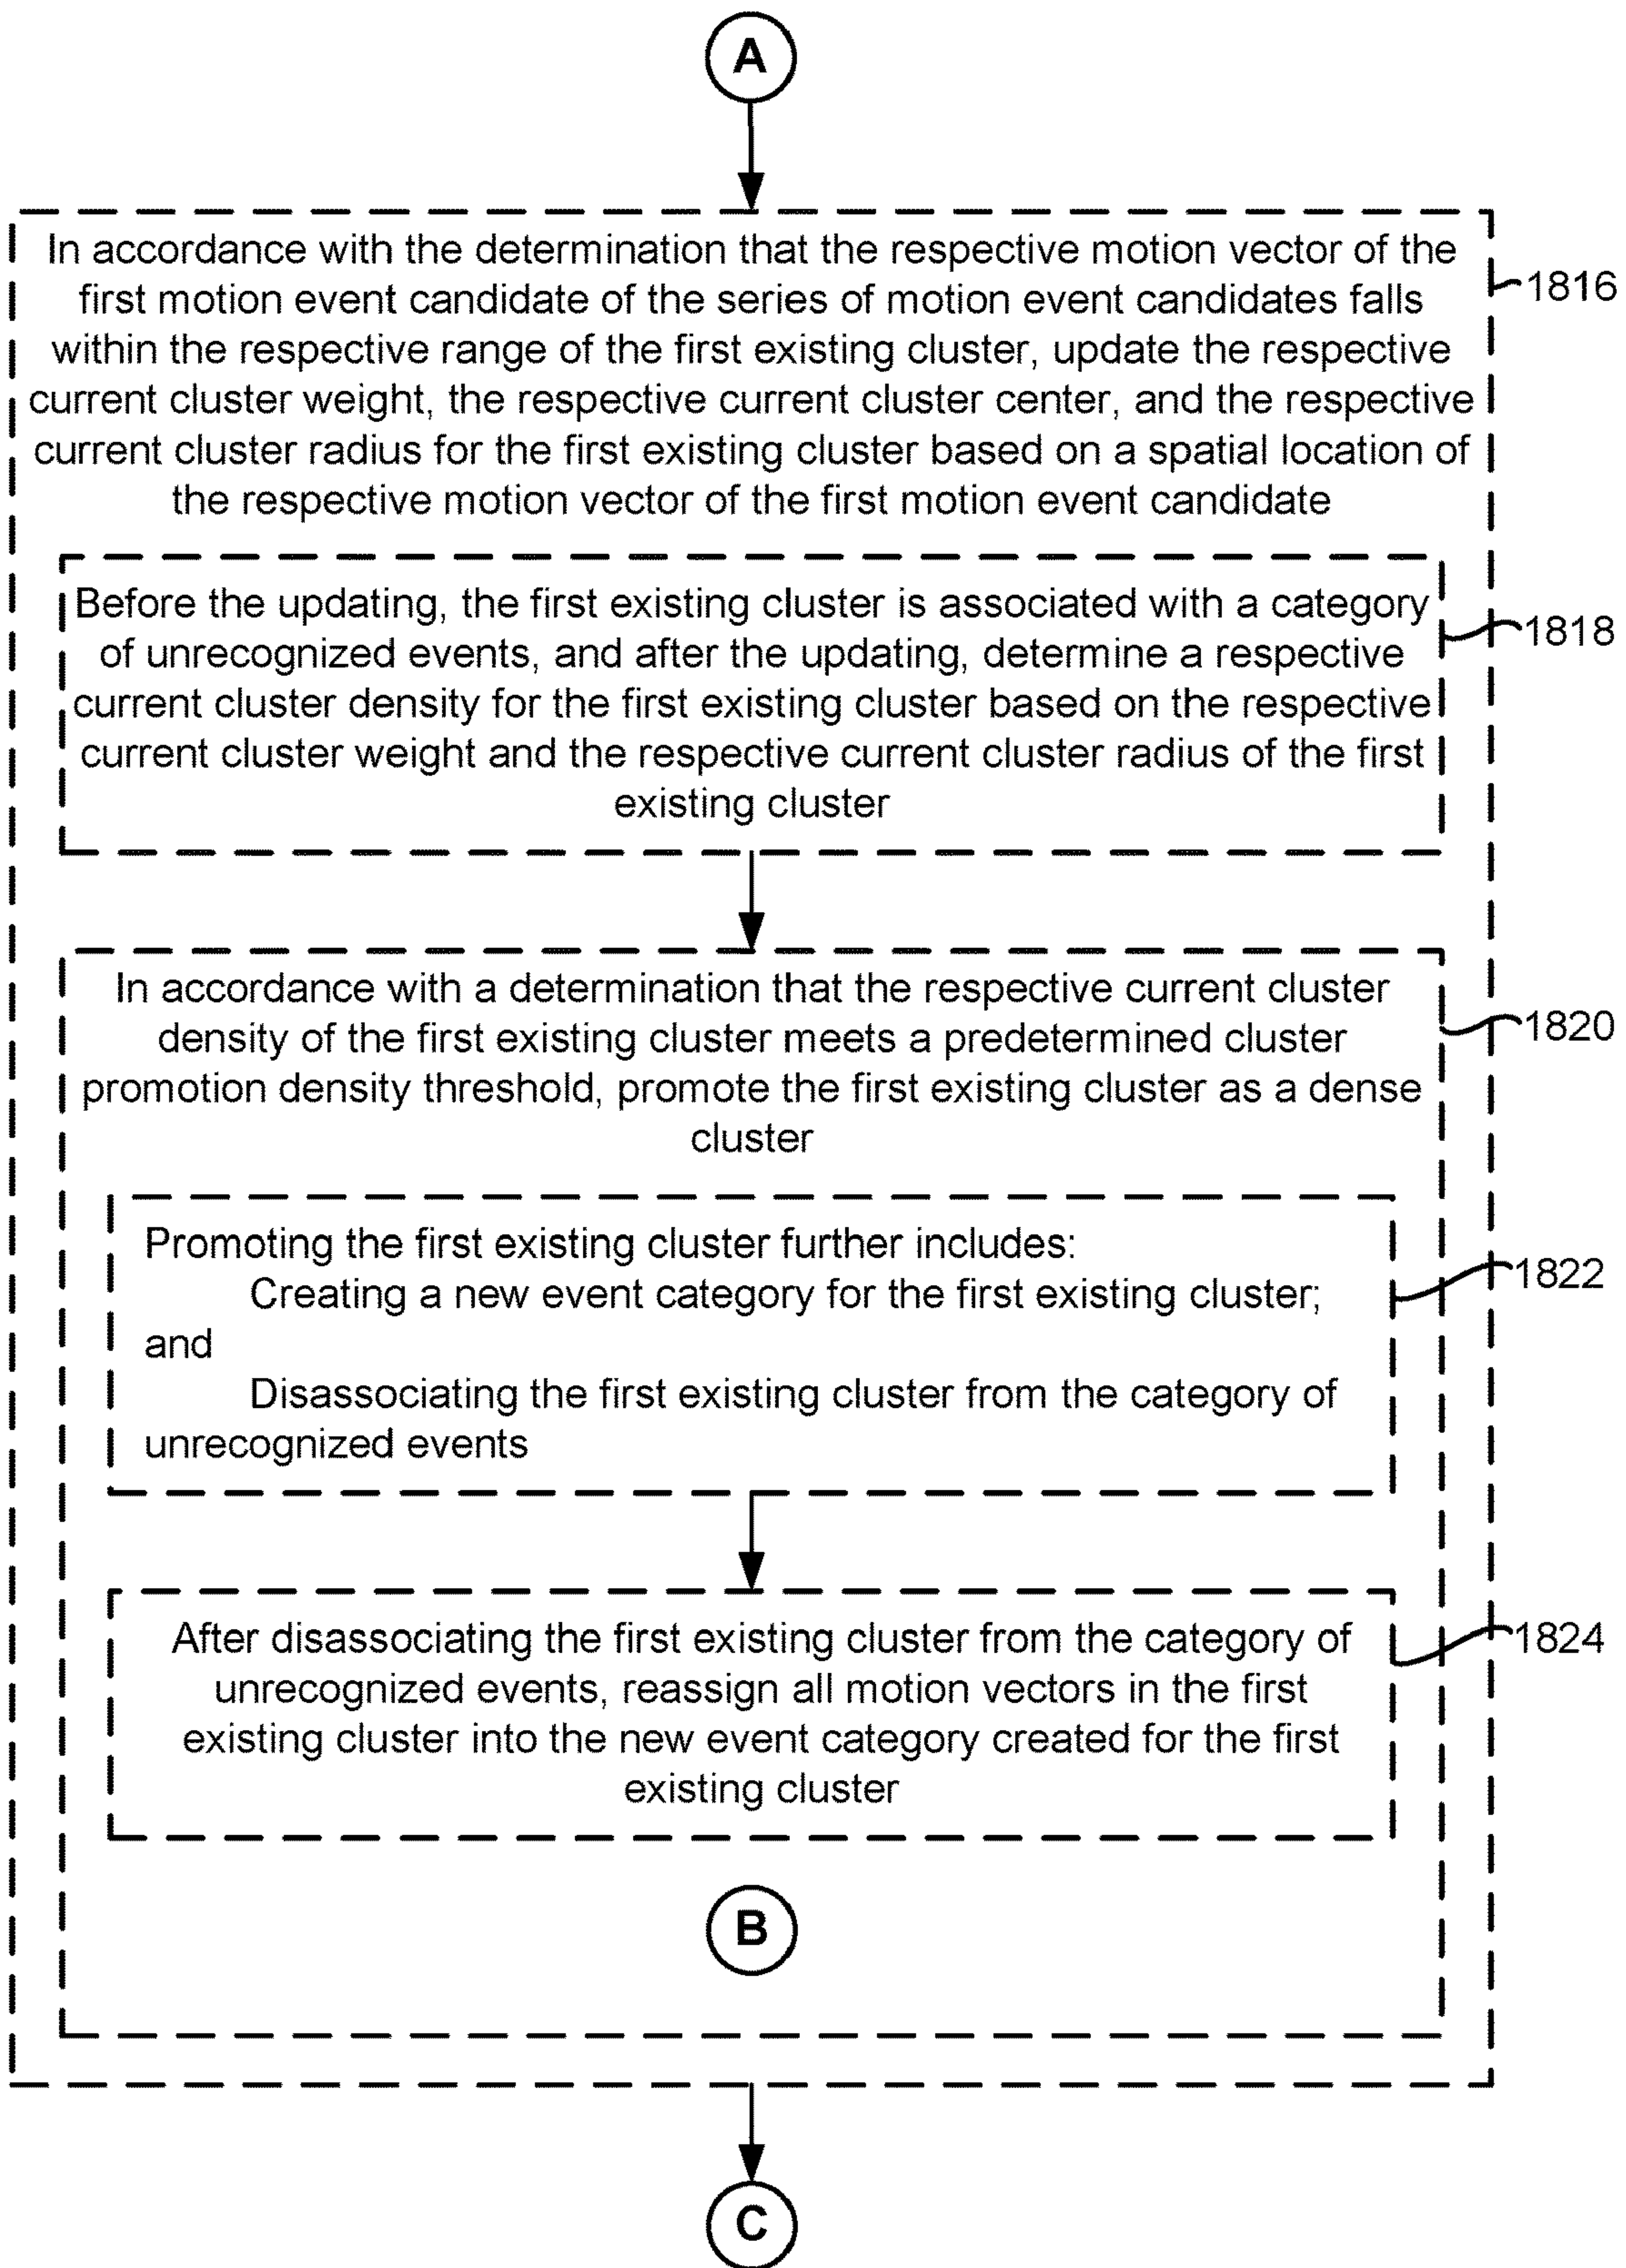 A
In accordance with the determination that the respective motion vector of the
first motion event candidate of the series of motion event candidates falls
within the respective range of the first existing cluster, update the respective
current cluster weight, the respective current cluster center, and the respective
current cluster radius for the first existing cluster based on a spatial location of
the respective motion vector of the first motion event candidate
1816
Before the updating, the first existing cluster is associated with a category
of unrecognized events, and after the updating, determine a respective
current cluster density for the first existing cluster based on the respective
current cluster weight and the respective current cluster radius of the first
existing cluster
1818
In accordance with a determination that the respective current cluster
density of the first existing cluster meets a predetermined cluster
promotion density threshold, promote the first existing cluster as a dense
cluster
1820
Promoting the first existing cluster further includes:
Creating a new event category for the first existing cluster;
and
Disassociating the first existing cluster from the category of
unrecognized events
1822
After disassociating the first existing cluster from the category of
unrecognized events, reassign all motion vectors in the first
existing cluster into the new event category created for the first
existing cluster
1824
B
C